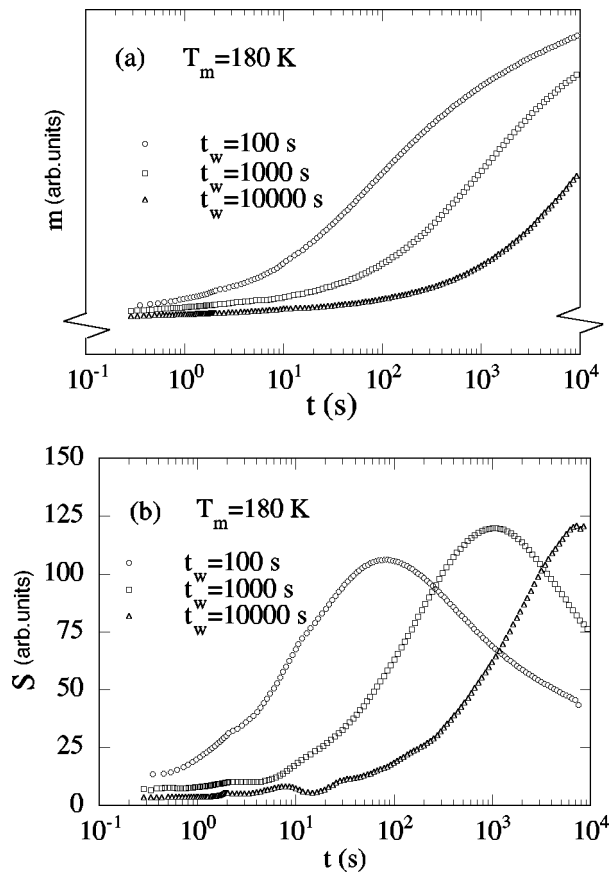 (a) T_m=180 K
t_w=100 s
t_w=1000 s
t_w=10000 s
m (arb.units)
10^-1 10^0 10^1 10^2 10^3 10^4
t (s)
150
125
100
75
50
25
0
(b) T_m=180 K
t_w=100 s
t_w=1000 s
t_w=10000 s
S (arb.units)
10^-1 10^0 10^1 10^2 10^3 10^4
t (s)